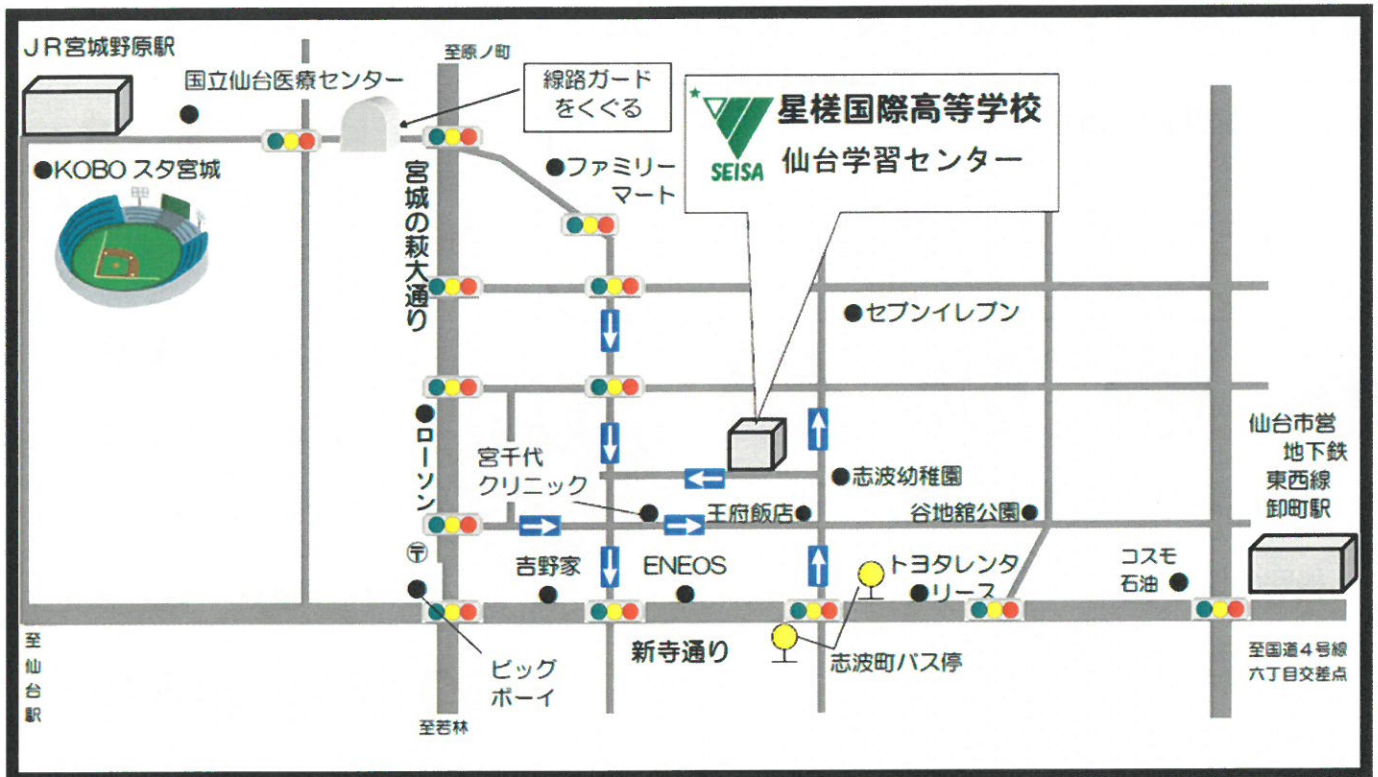 JR宮城野原駅
国立仙台医療センター
至原ノ町
線路ガード
をくぐる
星槎国際高等学校
仙台学習センター
SEISA
●KOBO スタ宮城
宮城の萩大通り
●ファミリー
マート
●セブンイレブン
●ローソン
宮千代
クリニック
●志波幼稚園
王府飯店●
谷地舘公園●
仙台市営
地下鉄
東西線
卸町駅
〒
吉野家
ENEOS
トヨタレンタ
●リース
コスモ
石油●
新寺通り
志波町バス停
ビッグ
ボーイ
至仙台駅
至若林
至国道4号線
六丁目交差点